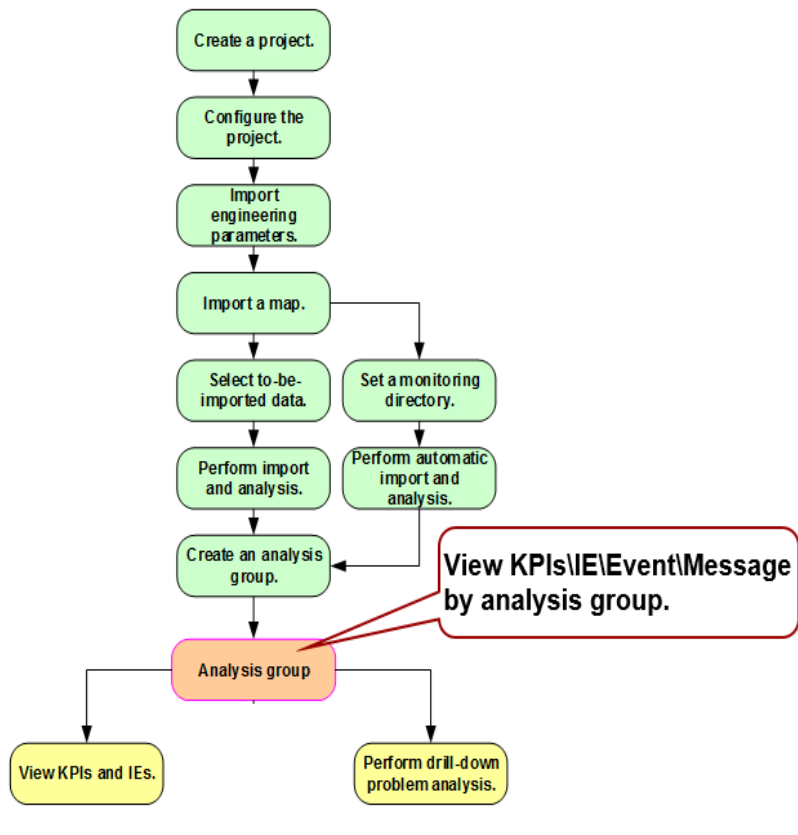 Create a project.
Configure the
project.
Import
engineering
parameters.
Import a map.
Select to-be-
imported data.
Set a monitoring
directory.
Perform import
and analysis.
Perform automatic
import and
analysis.
Create an analysis
group.
View KPIs\IE\Event\Message
by analysis group.
Analysis group
View KPIs and IEs.
Perform drill-down
problem analysis.